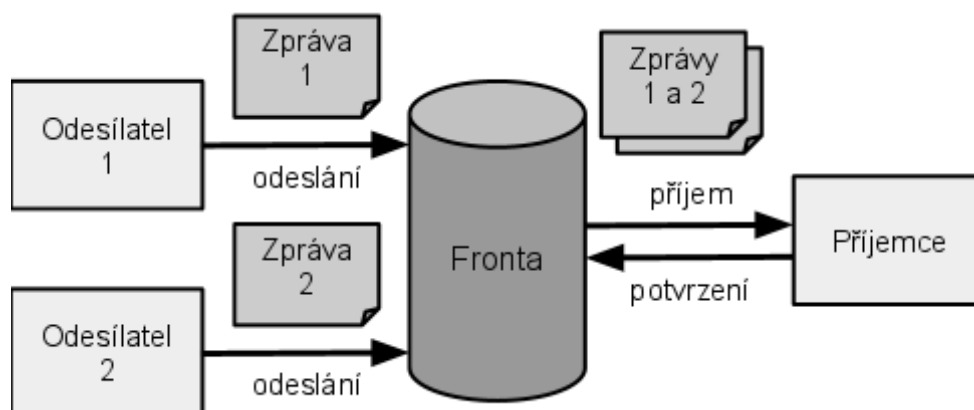 Zpráva
1
Odesílatel
1
odeslání
Zpráva
2
Odesílatel
2
odeslání
Fronta
Zprávy
1 a 2
příjem
potvrzení
Příjemce